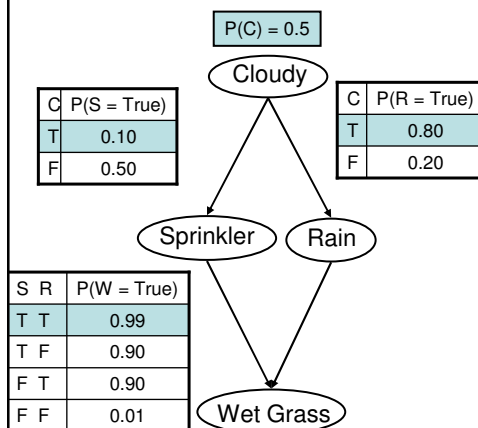 P(C) = 0.5
Cloudy
C P(S = True)
T 0.10
F 0.50
C P(R = True)
T 0.80
F 0.20
Sprinkler
Rain
S R P(W = True)
T T 0.99
T F 0.90
F T 0.90
F F 0.01
Wet Grass